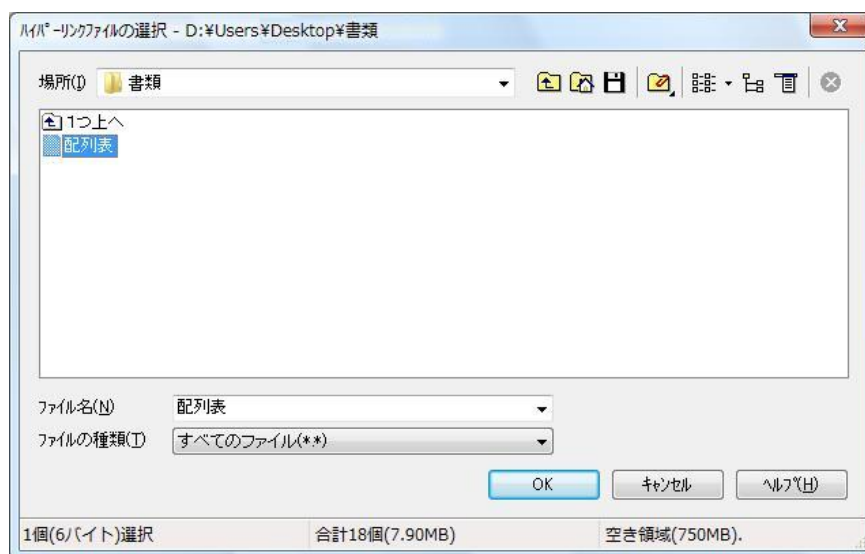 ﾊｲﾊﾟｰﾘﾝｸﾌｧｲﾙの選択 - D:¥Users¥Desktop¥書類
場所(I) 書類
1つ上へ
配列表
ﾌｧｲﾙ名(N) 配列表
ﾌｧｲﾙの種類(T) すべてのファイル(*.*)
OK ｷｬﾝｾﾙ ﾍﾙﾌﾟ(H)
1個(6バイト)選択 合計18個(7.90MB) 空き領域(750MB).